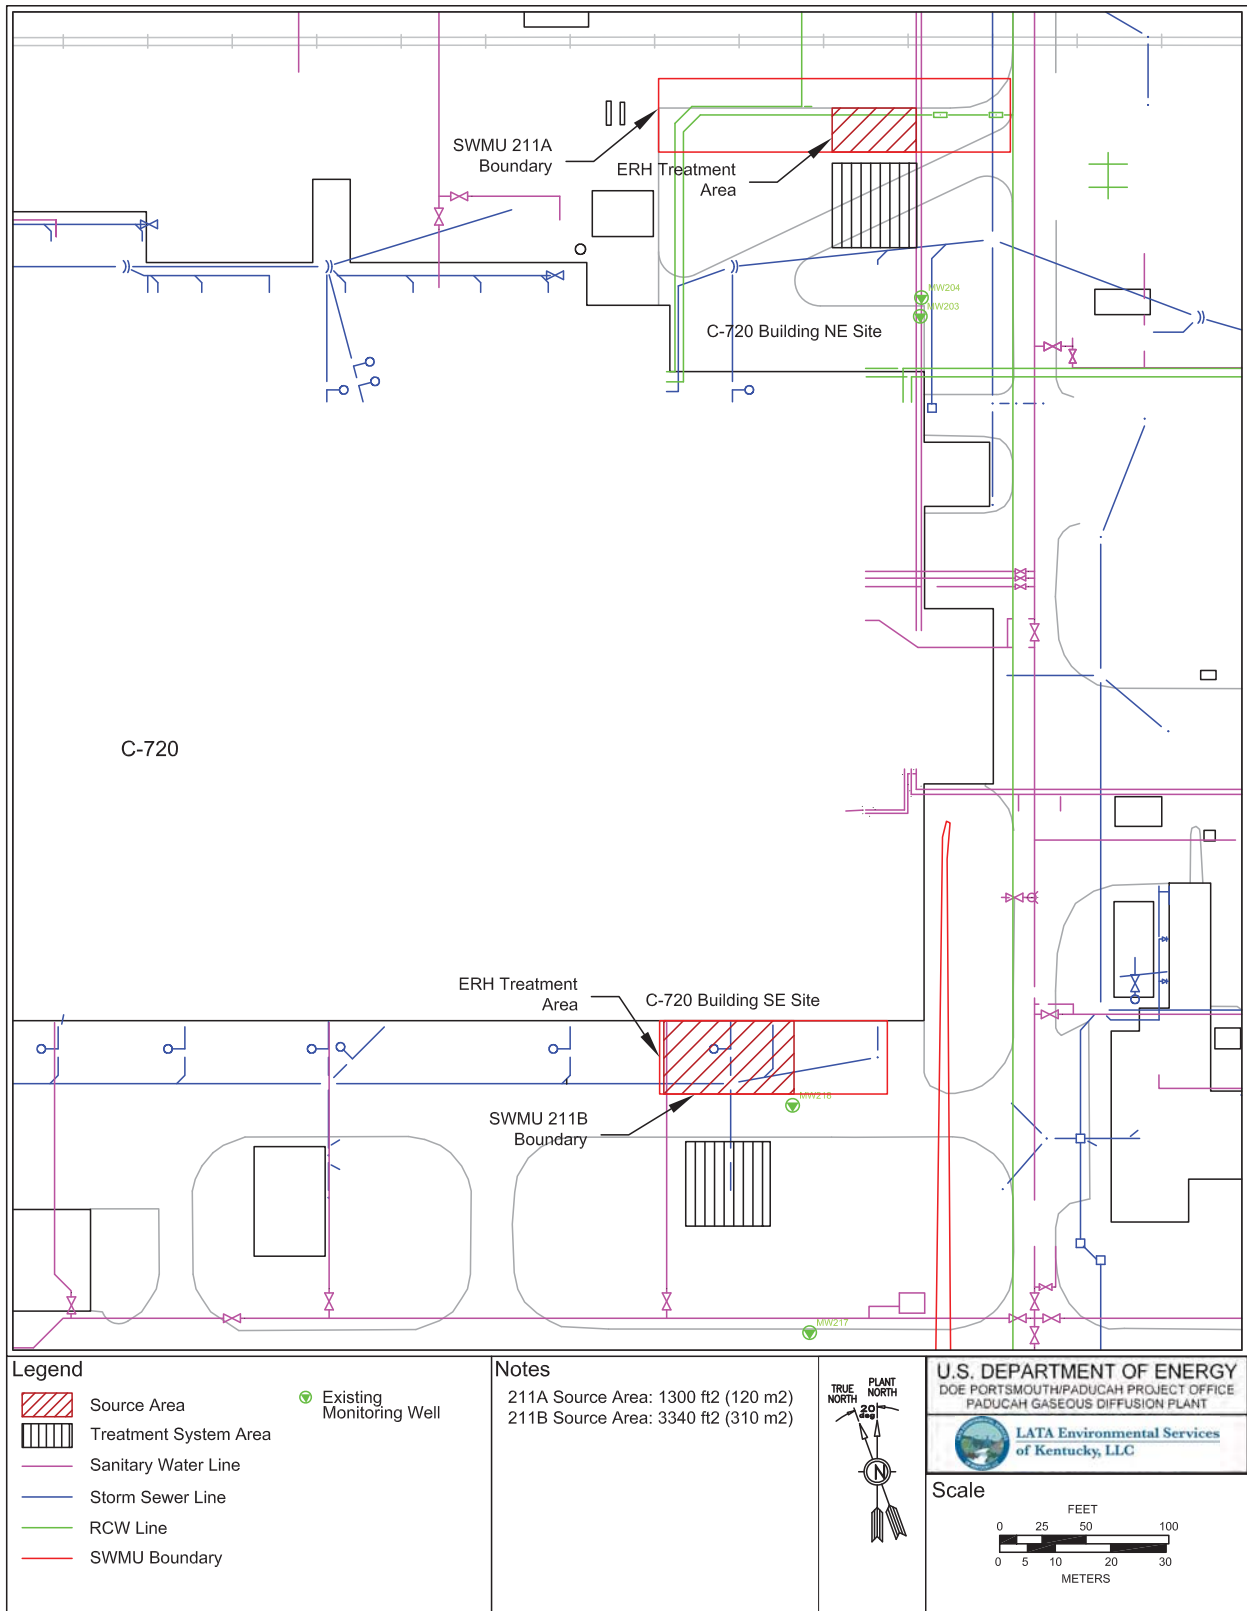 SWMU 211A
Boundary
ERH Treatment
Area
MW204
MW203
C-720 Building NE Site
C-720
ERH Treatment
Area
C-720 Building SE Site
SWMU 211B
Boundary
MW218
MW217
Legend
Source Area
Treatment System Area
Sanitary Water Line
Storm Sewer Line
RCW Line
SWMU Boundary
Existing
Monitoring Well
Notes
211A Source Area: 1300 ft2 (120 m2)
211B Source Area: 3340 ft2 (310 m2)
TRUE
NORTH
PLANT
NORTH
20
deg
N
U.S. DEPARTMENT OF ENERGY
DOE PORTSMOUTH/PADUCAH PROJECT OFFICE
PADUCAH GASEOUS DIFFUSION PLANT
LATA Environmental Services
of Kentucky, LLC
Scale
FEET
0 25 50 100
0 5 10 20 30
METERS